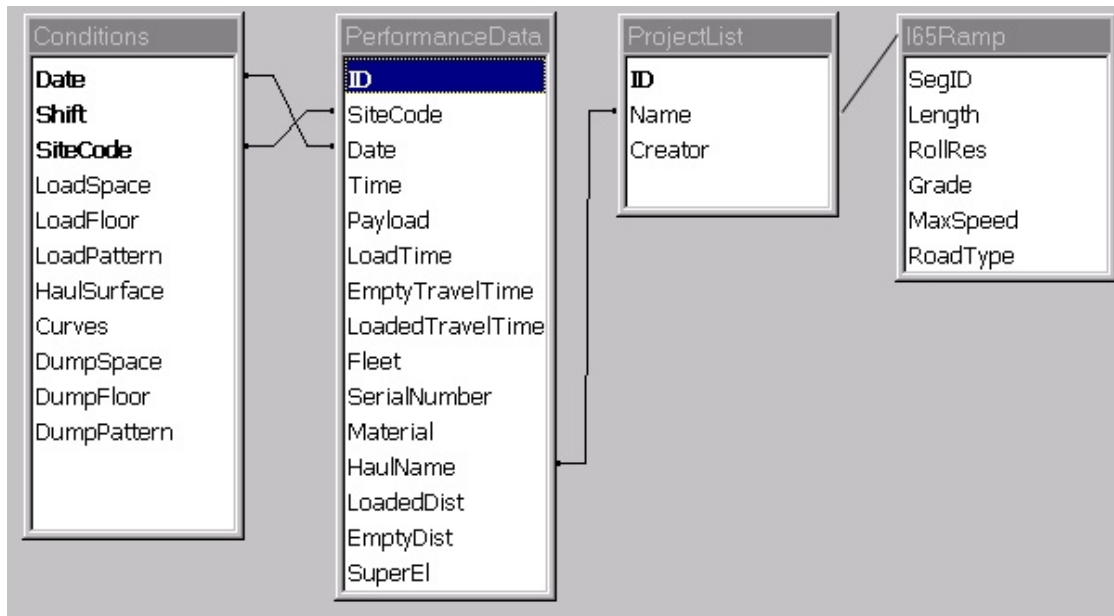 Conditions
Date
Shift
SiteCode
LoadSpace
LoadFloor
LoadPattern
HaulSurface
Curves
DumpSpace
DumpFloor
DumpPattern
PerformanceData
ID
SiteCode
Date
Time
Payload
LoadTime
EmptyTravelTime
LoadedTravelTime
Fleet
SerialNumber
Material
HaulName
LoadedDist
EmptyDist
SuperEl
ProjectList
ID
Name
Creator
I65Ramp
SegID
Length
RollRes
Grade
MaxSpeed
RoadType